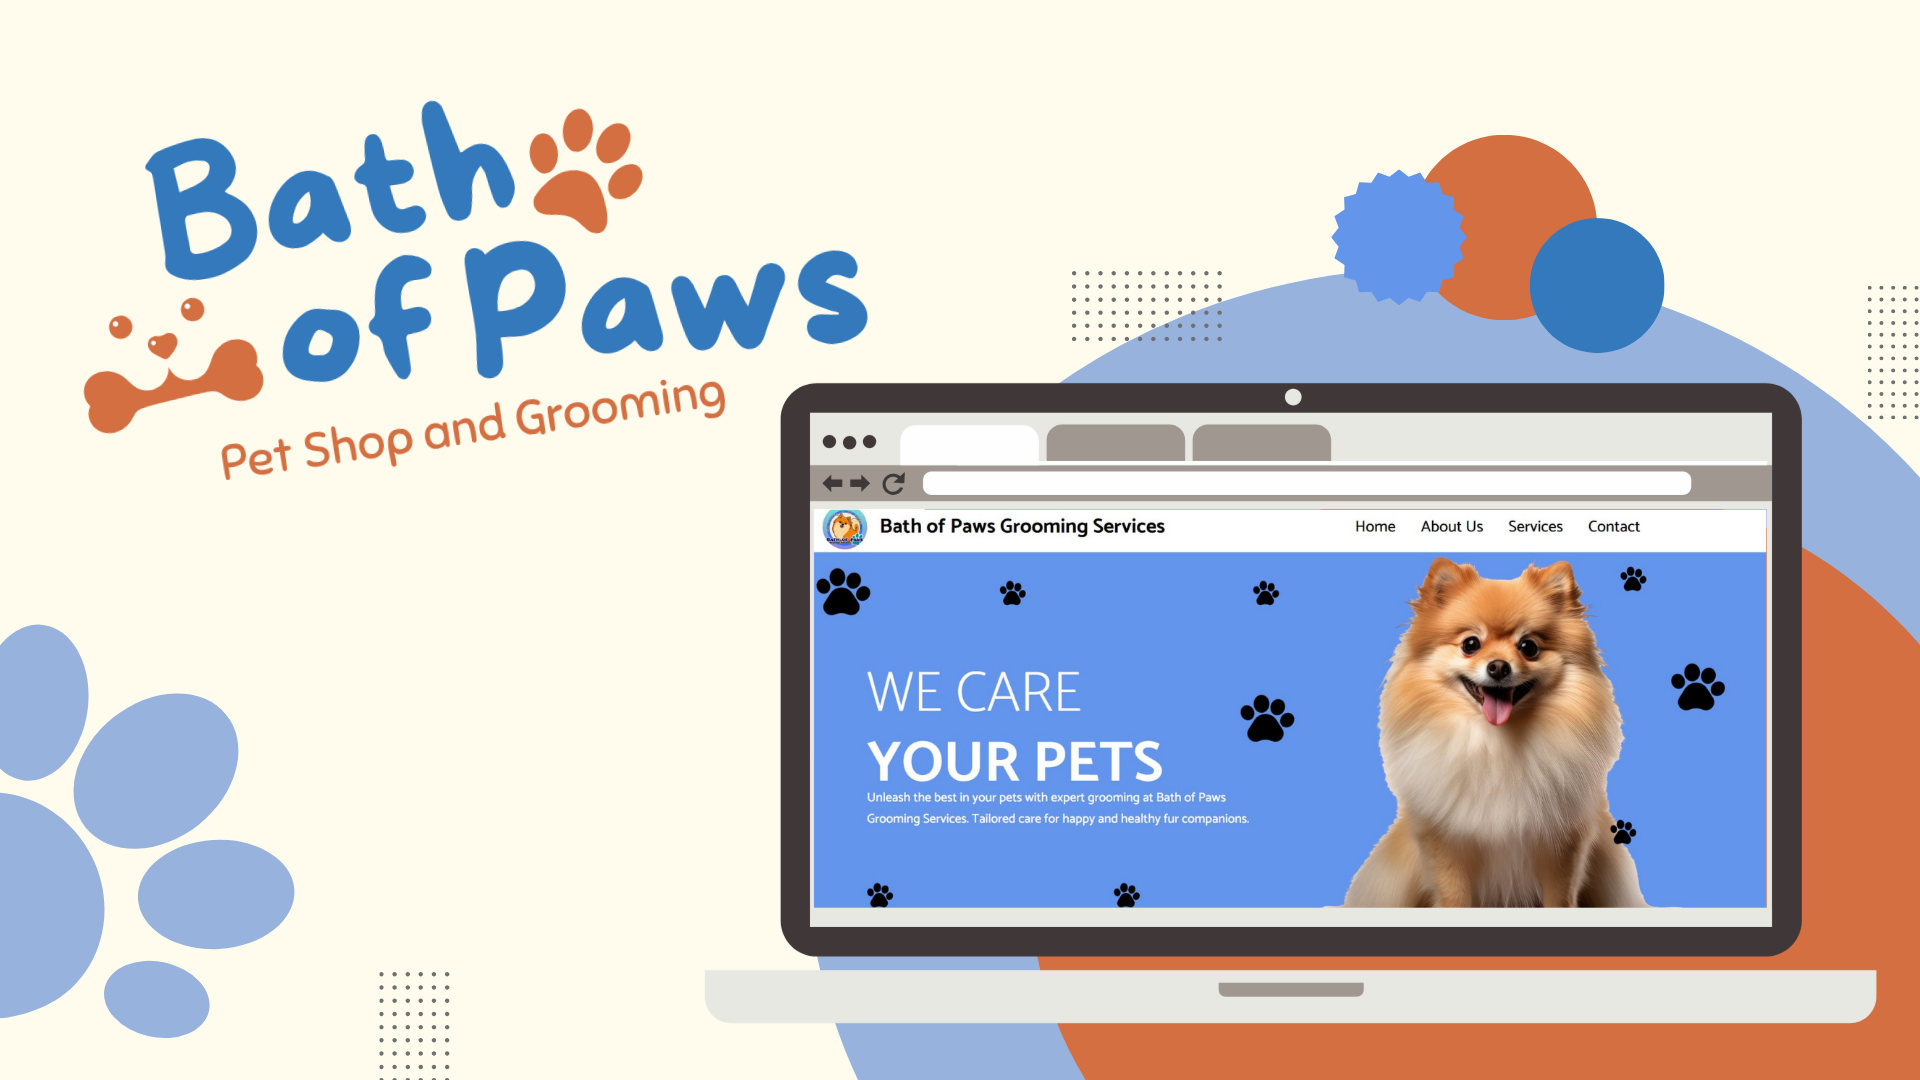 Bath
of Paws
Pet Shop and Grooming
Bath of Paws Grooming Services
Home About Us Services Contact
WE CARE
YOUR PETS
Unleash the best in your pets with expert grooming at Bath of Paws
Grooming Services. Tailored care for happy and healthy fur companions.